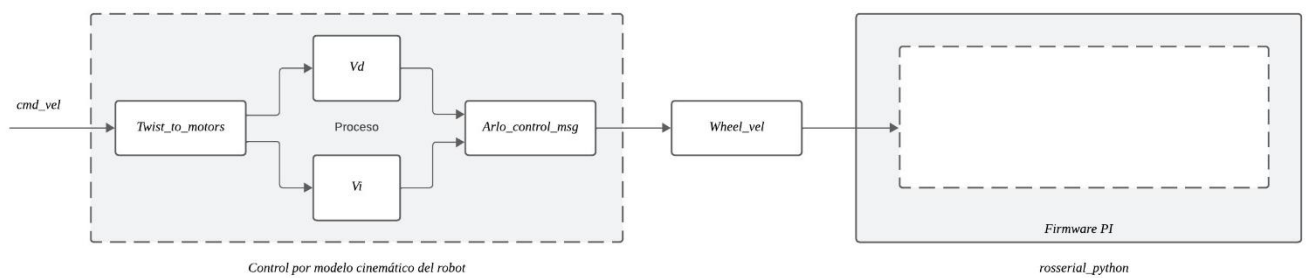 cmd_vel
Twist_to_motors
Vd
Proceso
Vi
Arlo_control_msg
Wheel_vel
Firmware PI
Control por modelo cinemático del robot
rosserial_python